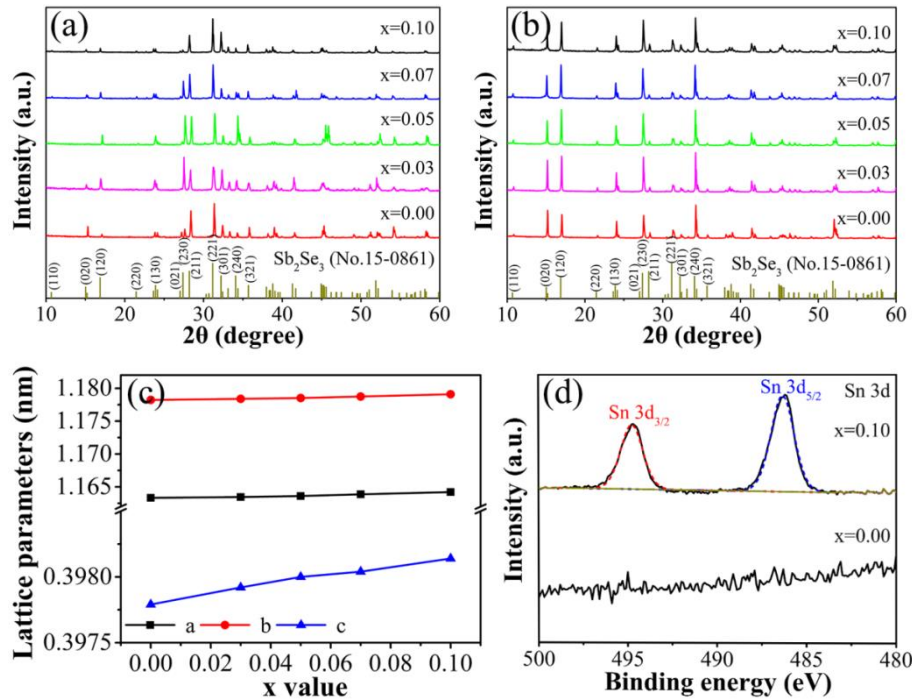 (a)
x=0.10
x=0.07
x=0.05
x=0.03
x=0.00
Sb₂Se₃ (No.15-0861)
(110)
(020)
(120)
(220)
(130)
(021)
(230)
(211)
(221)
(301)
(240)
(321)
10 20 30 40 50 60
2θ (degree)
Intensity (a.u.)
(b)
x=0.10
x=0.07
x=0.05
x=0.03
x=0.00
Sb₂Se₃ (No.15-0861)
(110)
(020)
(120)
(220)
(130)
(021)
(230)
(211)
(221)
(301)
(240)
(321)
10 20 30 40 50 60
2θ (degree)
Intensity (a.u.)
(c)
1.180
1.175
1.170
1.165
0.3980
0.3975
a b c
0.00 0.02 0.04 0.06 0.08 0.10
x value
Lattice parameters (nm)
(d)
Sn 3d₃/₂
Sn 3d₅/₂
Sn 3d
x=0.10
x=0.00
500 495 490 485 480
Binding energy (eV)
Intensity (a.u.)